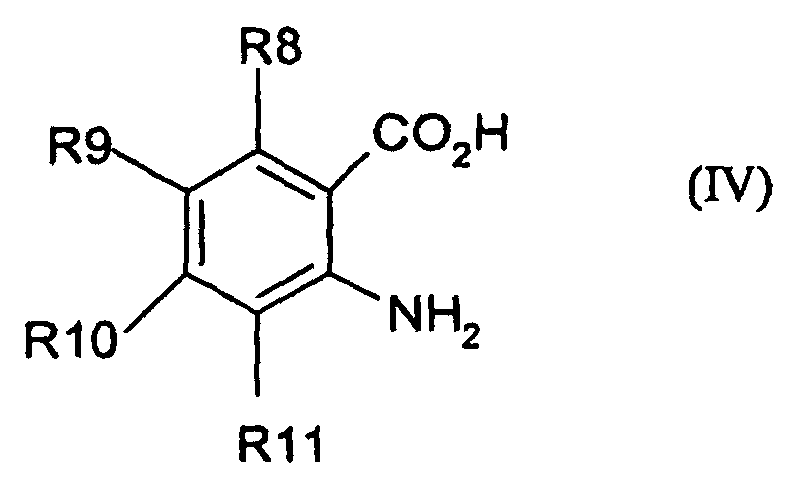 R8
CO2H
R9
(IV)
NH2
R10
R11